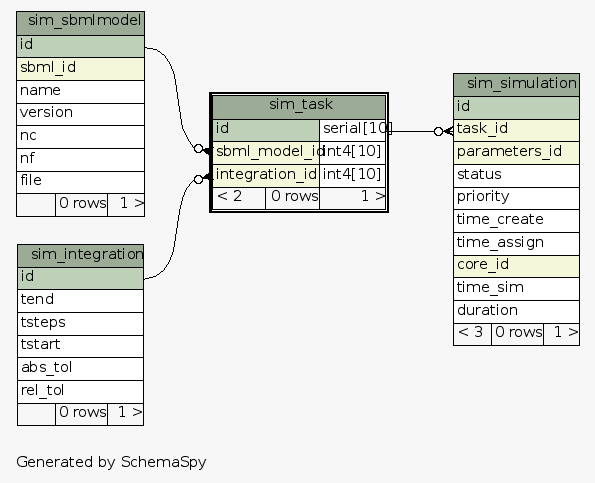 sim_sbmlmodel
id
sbml_id
name
version
nc
nf
file
0 rows 1 >
sim_integration
id
tend
tsteps
tstart
abs_tol
rel_tol
0 rows 1 >
sim_task
id serial[10]
sbml_model_id int4[10]
integration_id int4[10]
< 2 0 rows 1 >
sim_simulation
id
task_id
parameters_id
status
priority
time_create
time_assign
core_id
time_sim
duration
< 3 0 rows 1 >
Generated by SchemaSpy